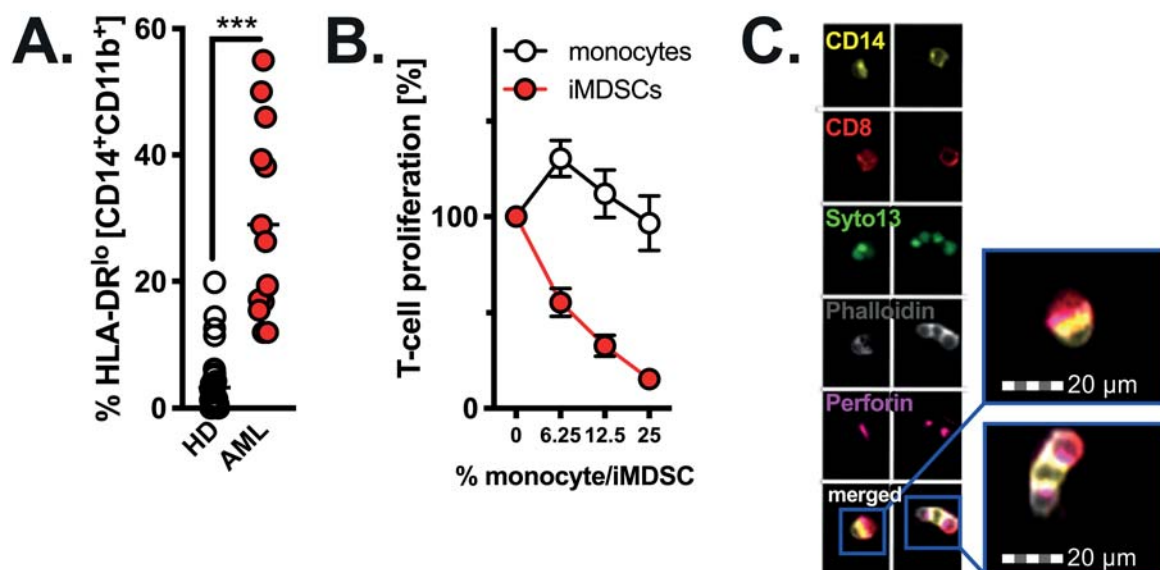 A.
% HLA-DRlo [CD14+CD11b+]
60
40
20
0
***
HD
AML
B.
T-cell proliferation [%]
100
0
monocytes
iMDSCs
0 6.25 12.5 25
% monocyte/iMDSC
C.
CD14
CD8
Syto13
Phalloidin
Perforin
merged
20 µm
20 µm